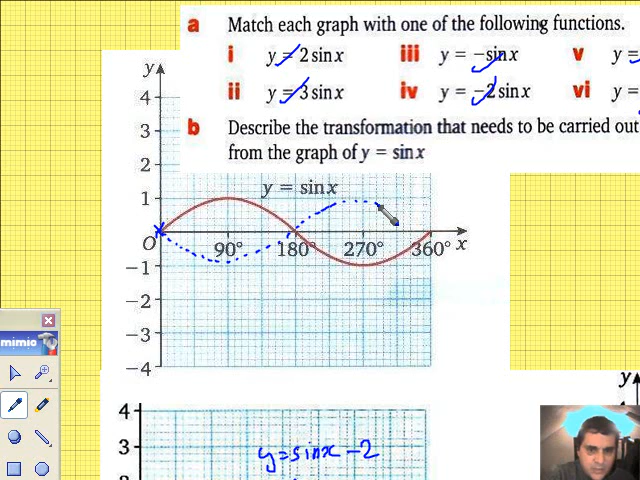 a Match each graph with one of the following functions.
i y = 2 sin x iii y = −sin x v y =
ii y = 3 sin x iv y = −2 sin x vi y =
b Describe the transformation that needs to be carried out
from the graph of y = sin x
y
4
3
2
1
y = sin x
O 90° 180° 270° 360° x
−1
−2
−3
−4
mimio
y
4
3
y = sin x − 2